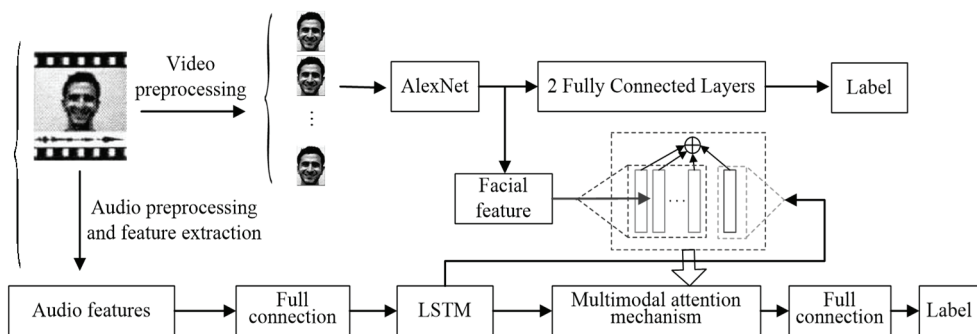 Video
preprocessing
AlexNet
2 Fully Connected Layers
Label
Facial
feature
Audio preprocessing
and feature extraction
Audio features
Full
connection
LSTM
Multimodal attention
mechanism
Full
connection
Label